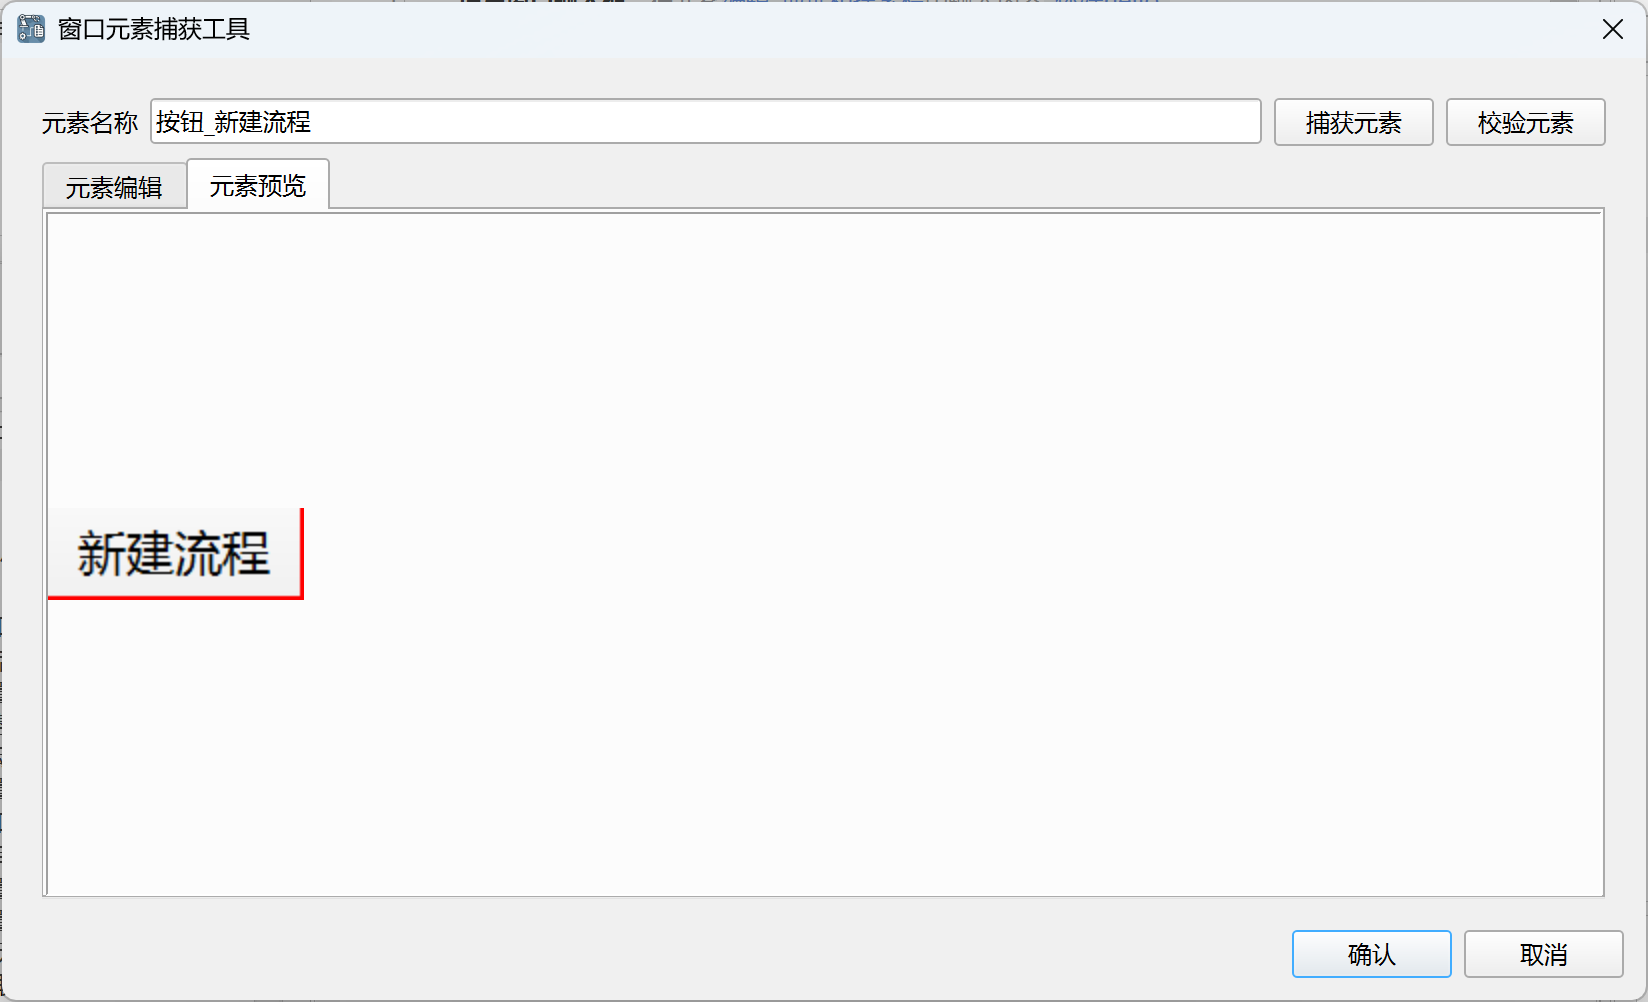 窗口元素捕获工具
元素名称 按钮_新建流程 捕获元素 校验元素
元素编辑 元素预览
新建流程
确认 取消